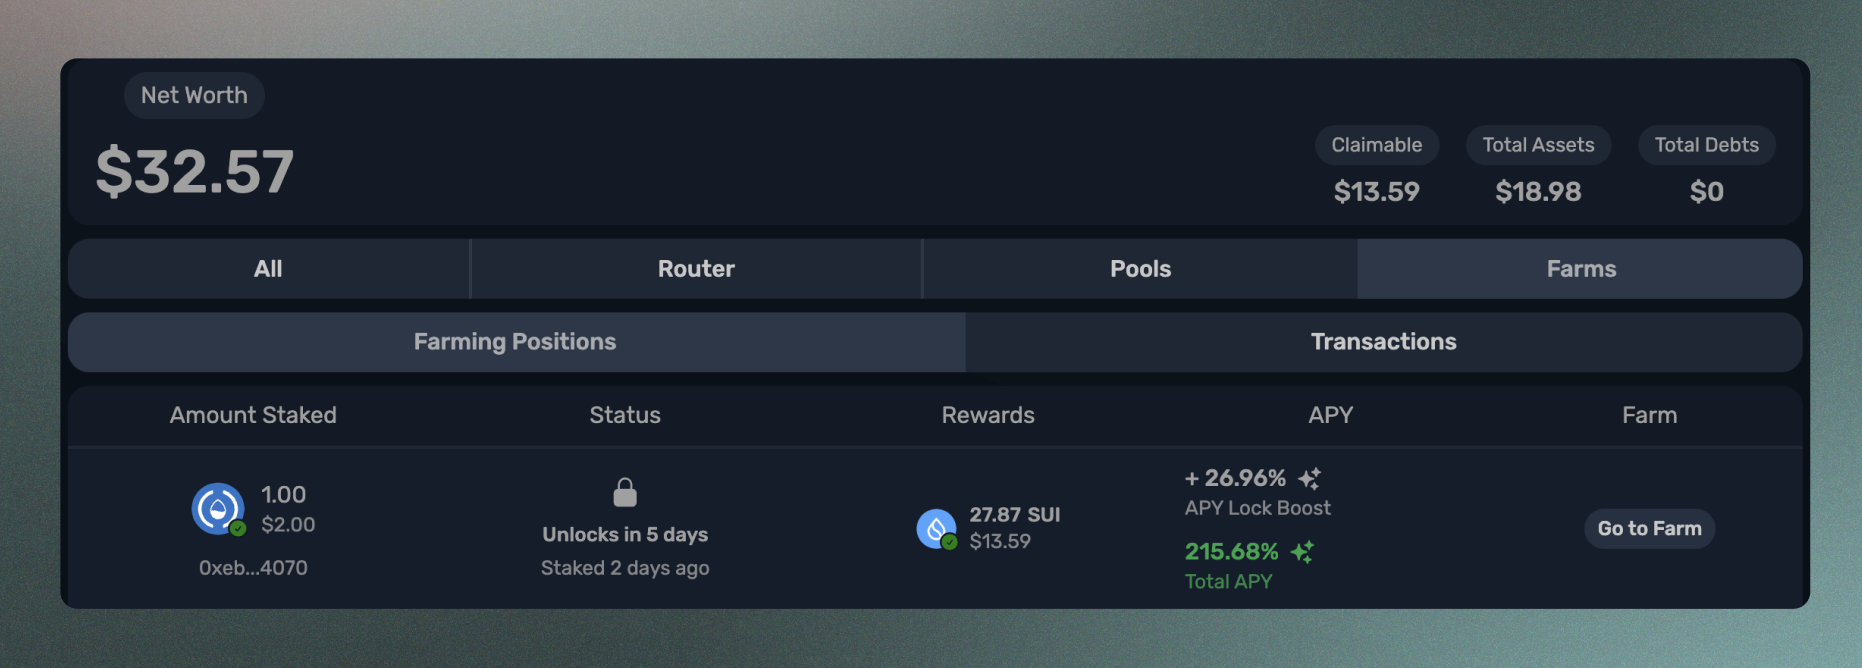 Net Worth
$32.57
Claimable
Total Assets
Total Debts
$13.59
$18.98
$0
All
Router
Pools
Farms
Farming Positions
Transactions
Amount Staked
Status
Rewards
APY
Farm
1.00
$2.00
0xeb...4070
Unlocks in 5 days
Staked 2 days ago
27.87 SUI
$13.59
+ 26.96%
APY Lock Boost
215.68%
Total APY
Go to Farm